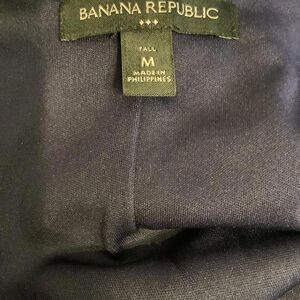 BANANA REPUBLIC
TALL
M
MADE IN
PHILIPPINES